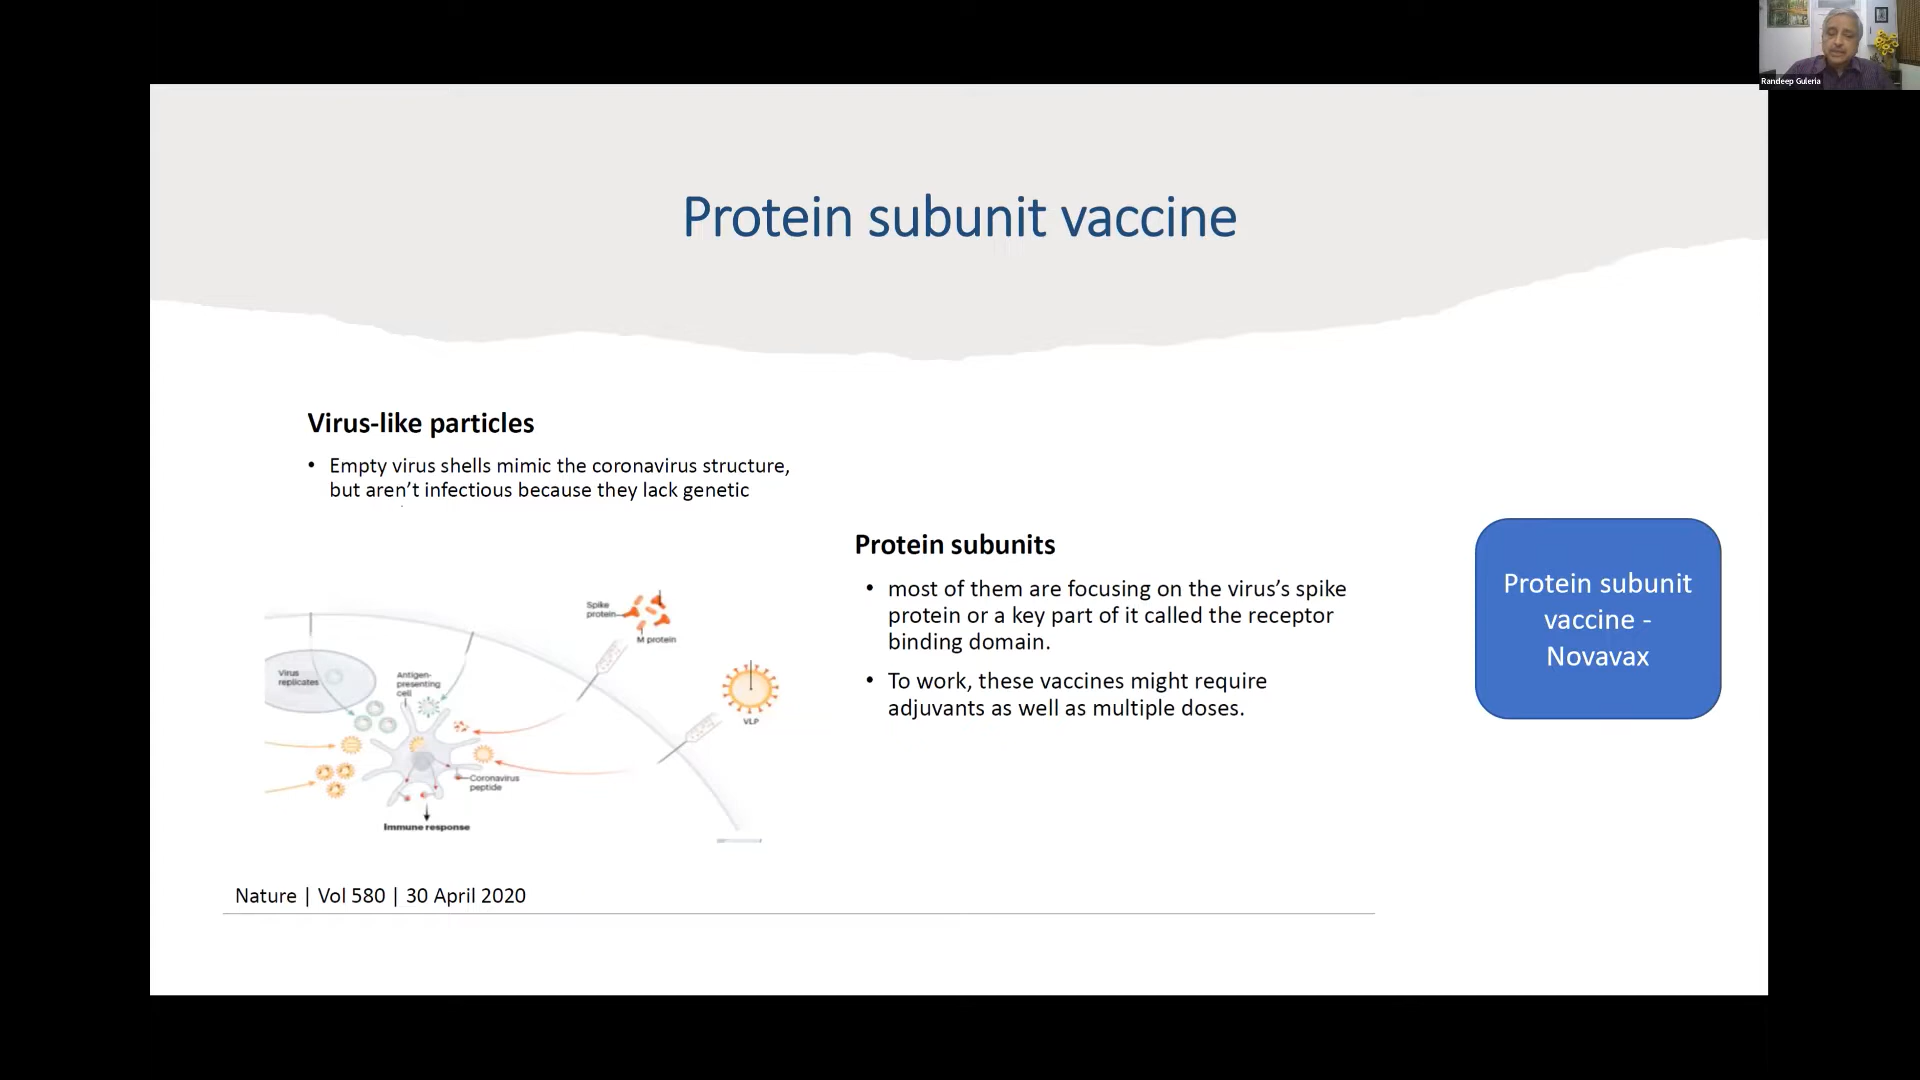 Randeep Guleria
Protein subunit vaccine
Virus-like particles
• Empty virus shells mimic the coronavirus structure,
but aren’t infectious because they lack genetic
Protein subunits
• most of them are focusing on the virus’s spike
protein or a key part of it called the receptor
binding domain.
• To work, these vaccines might require
adjuvants as well as multiple doses.
Protein subunit
vaccine -
Novavax
Spike
protein
M protein
Virus
replicates
Antigen-
presenting
cell
VLP
Coronavirus
peptide
Immune response
Nature | Vol 580 | 30 April 2020